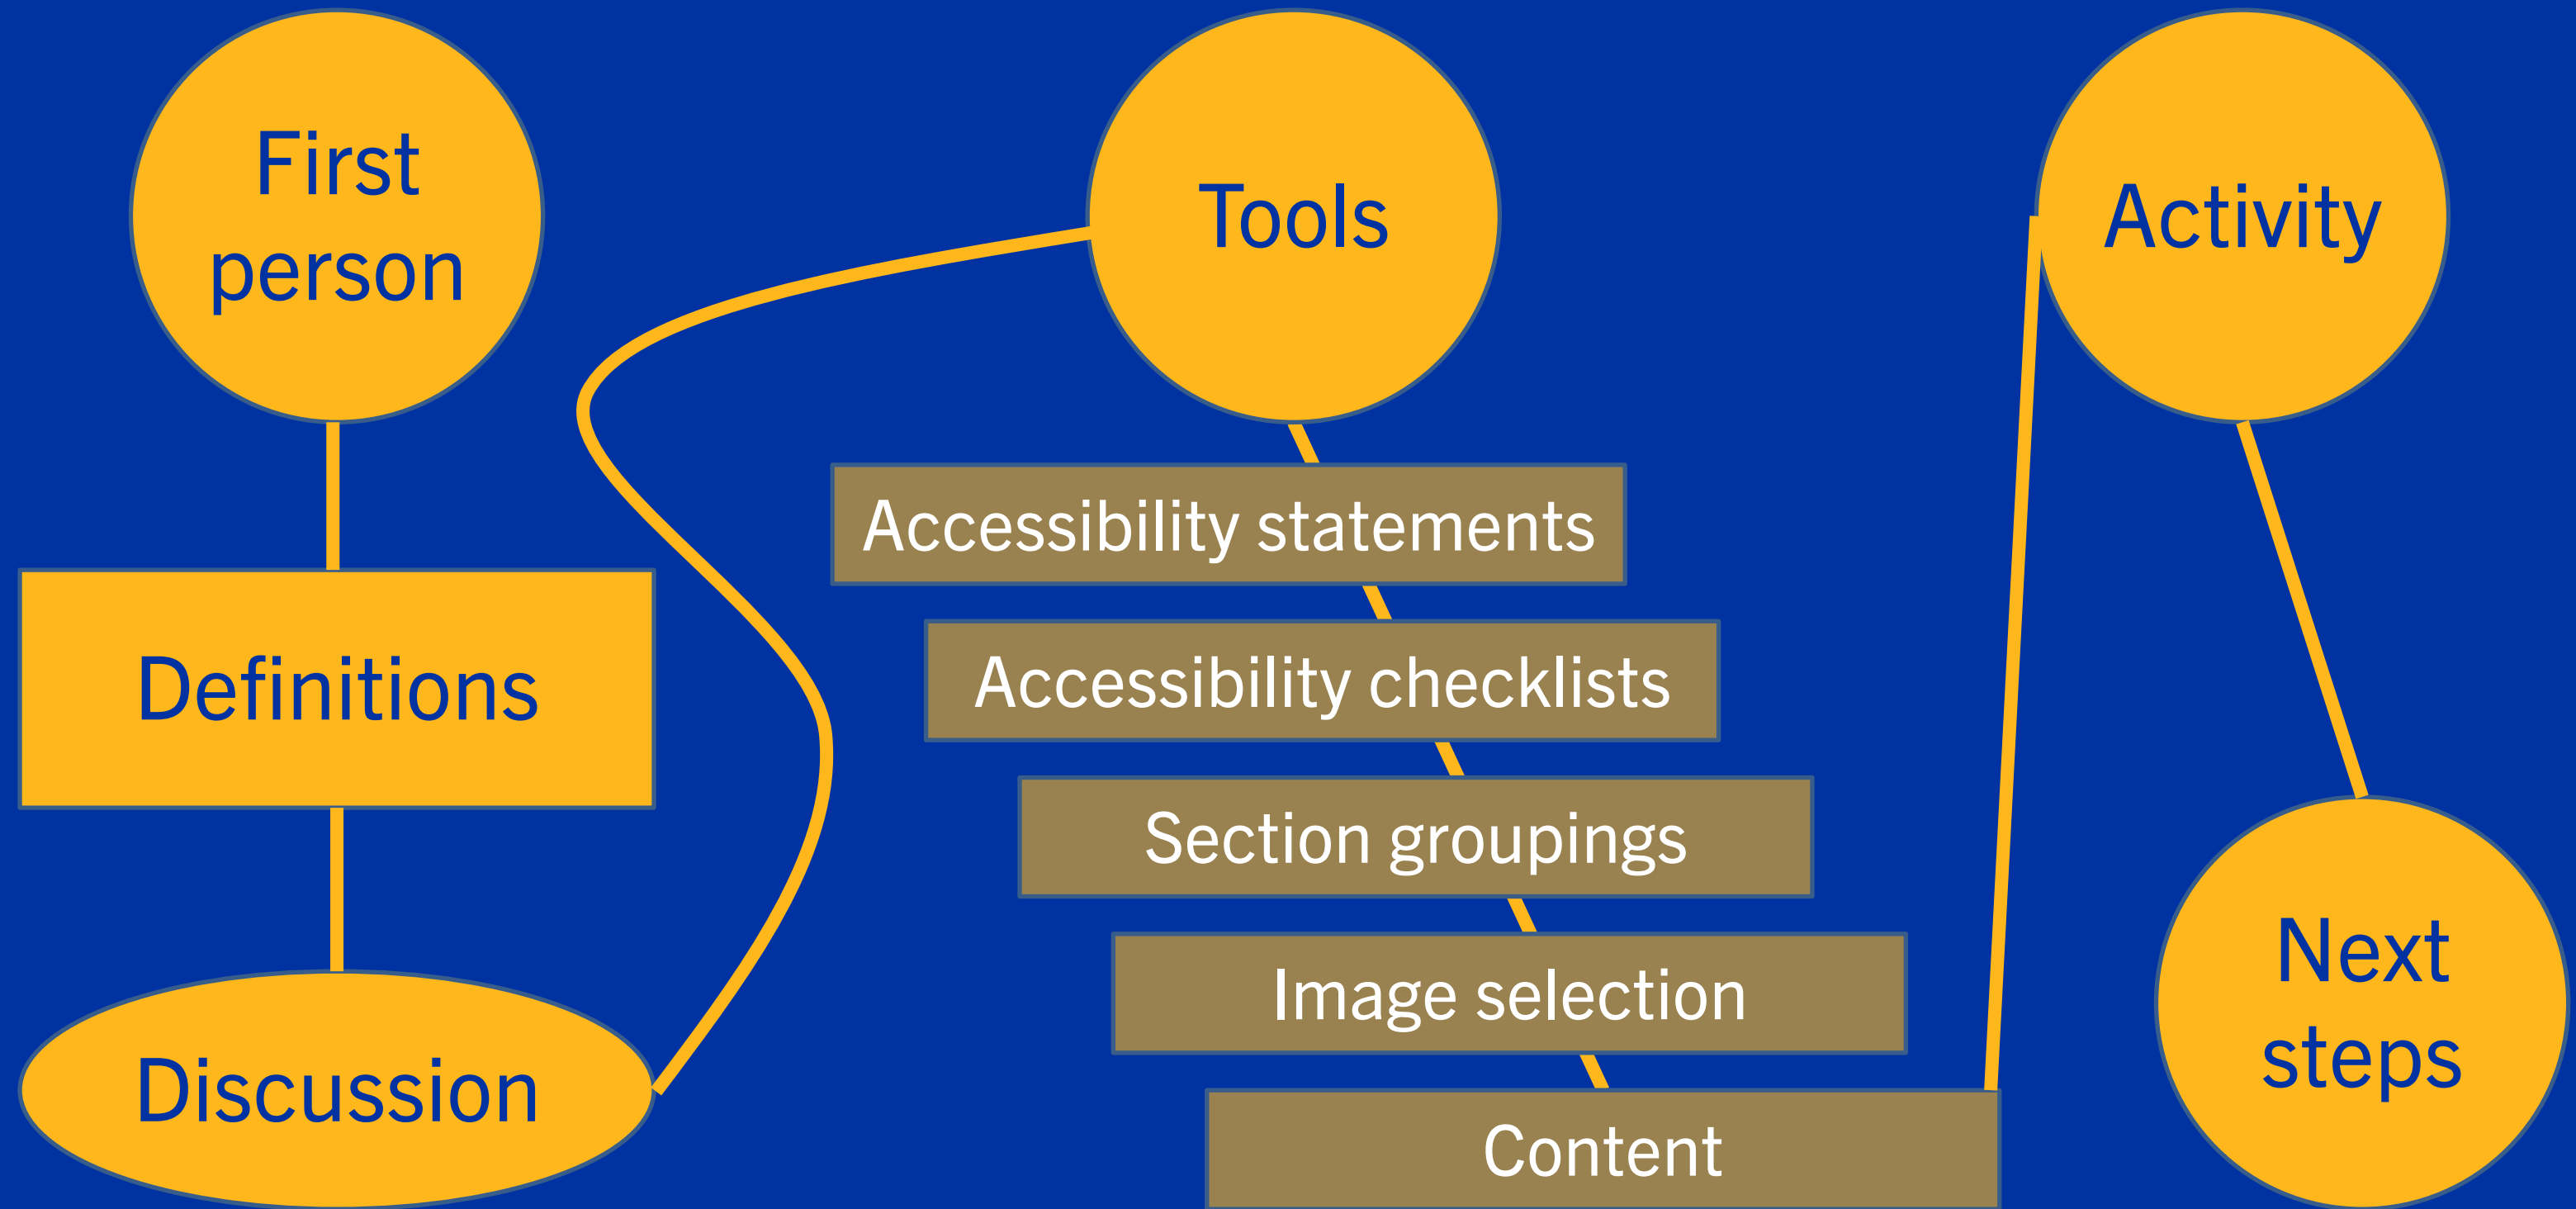 First
person
Definitions
Discussion
Tools
Accessibility statements
Accessibility checklists
Section groupings
Image selection
Content
Activity
Next
steps